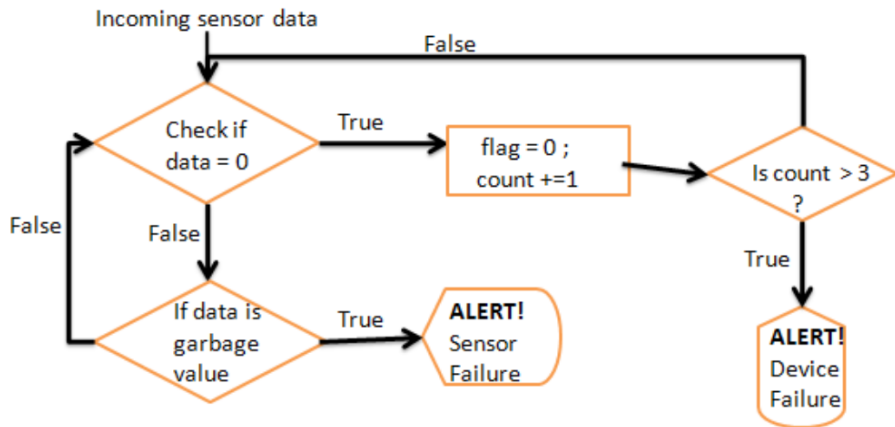 Incoming sensor data
False
Check if
data = 0
True
flag = 0 ;
count +=1
Is count > 3
?
False
False
True
If data is
garbage
value
True
ALERT!
Sensor
Failure
ALERT!
Device
Failure